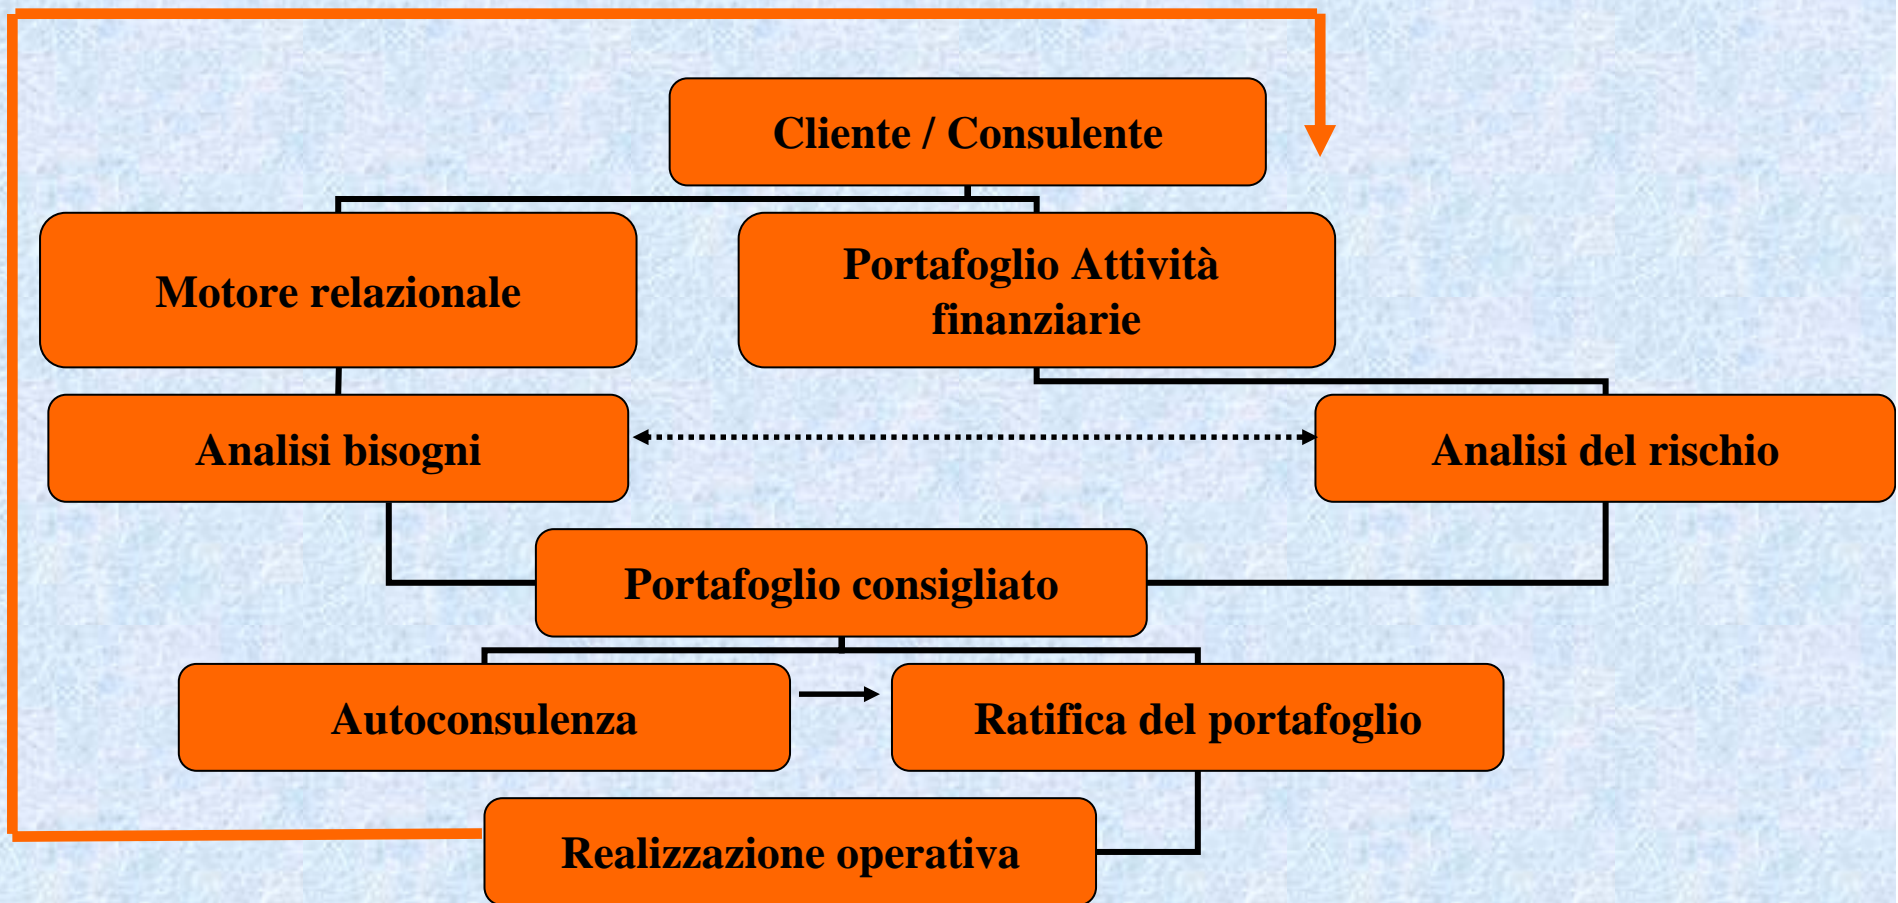 Cliente / Consulente
Motore relazionale
Portafoglio Attività
finanziarie
Analisi bisogni
Analisi del rischio
Portafoglio consigliato
Autoconsulenza
Ratifica del portafoglio
Realizzazione operativa